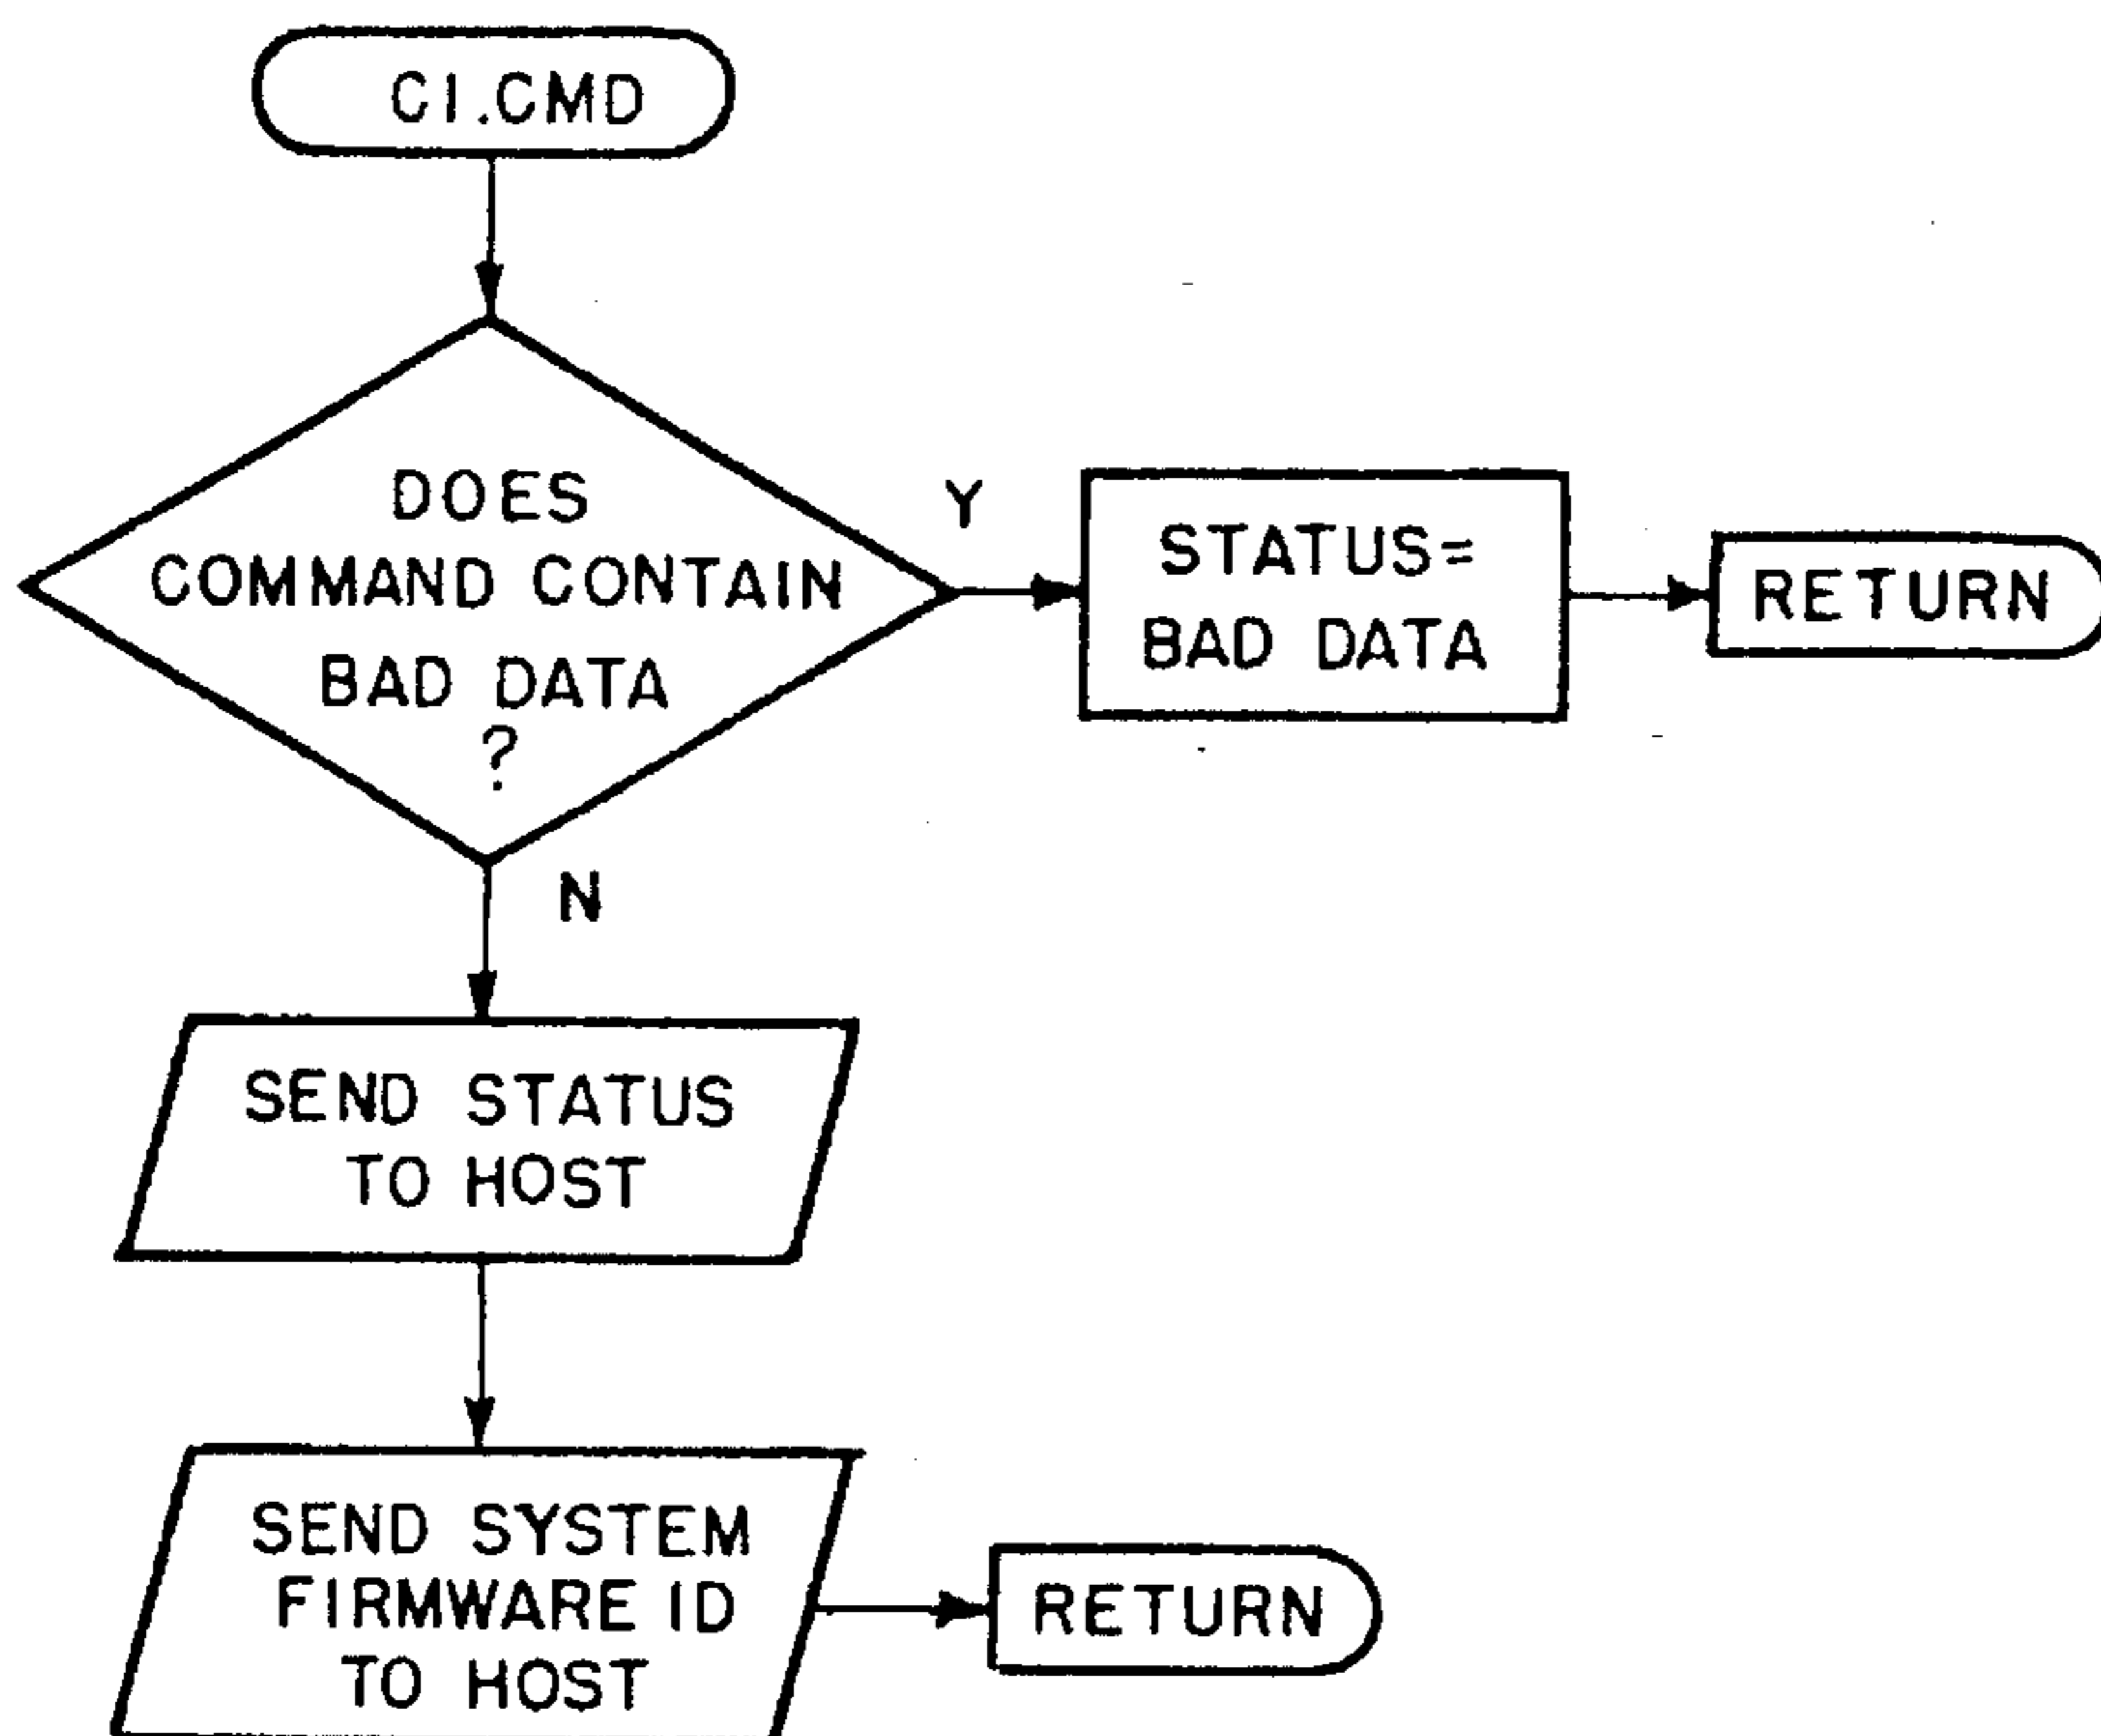 CI.CMD
DOES
COMMAND CONTAIN
BAD DATA
?
Y
STATUS=
BAD DATA
RETURN
N
SEND STATUS
TO HOST
SEND SYSTEM
FIRMWARE ID
TO HOST
RETURN